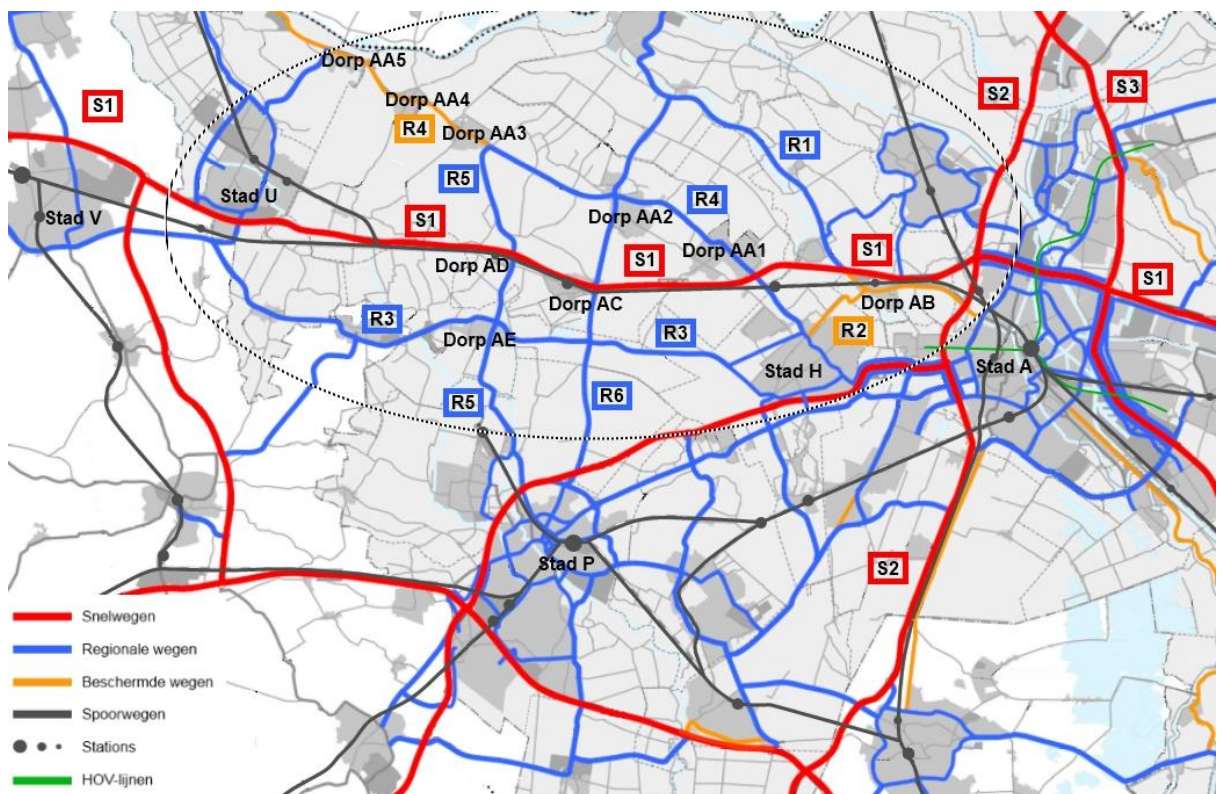 Dorp AA5
S1
S2
S3
Dorp AA4
R4
Dorp AA3
R1
R5
Stad U
R4
Stad V
Dorp AA2
S1
Dorp AA1
S1
S1
S1
Dorp AD
Dorp AC
Dorp AB
R3
Dorp AE
R3
R2
Stad A
Stad H
R5
R6
Stad P
S2
Snelwegen
Regionale wegen
Beschermde wegen
Spoorwegen
Stations
HOV-lijnen